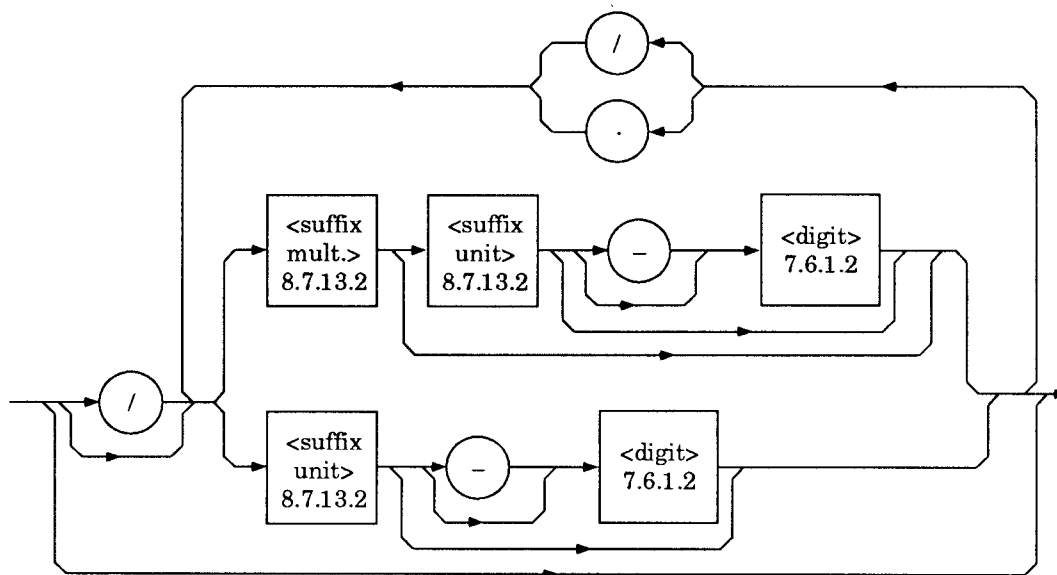 /
.
<suffix
mult.>
8.7.13.2
<suffix
unit>
8.7.13.2
–
<digit>
7.6.1.2
/
<suffix
unit>
8.7.13.2
–
<digit>
7.6.1.2